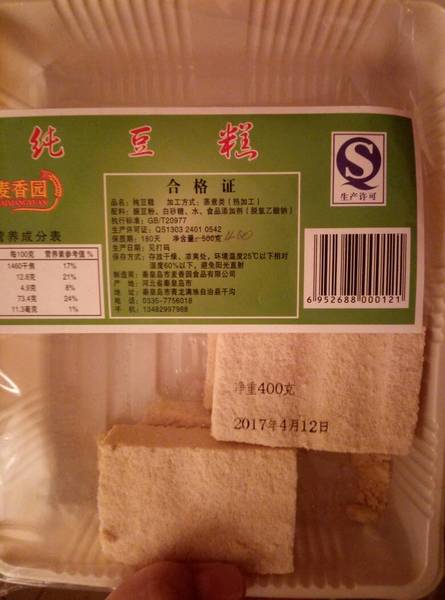 纯豆糕
麦香园
MAIXIANGYUAN
生产许可
合格证
品名：纯豆糕 加工方式：蒸煮类（热加工）
配料：豌豆粉、白砂糖、水、食品添加剂（脱氢乙酸钠）
执行标准：GB/T20977
生产许可证：QS1303 2401 0542
保质期：180天 净含量：500克 400
生产日期：见打码
保存方式：存放干燥、凉爽处，环境温度25℃以下相对
湿度60%以下，避免阳光直射
制造商：秦皇岛市麦香园食品有限公司
产 地：河北省秦皇岛市
地 址：秦皇岛市青龙满族自治县干沟
电 话：0335-7756018
手 机：13482997988
营养成分表
每100克 营养素参考值 %
1460千焦 17%
12.6克 21%
4.9克 8%
73.4克 24%
11.3毫克 1%
6 952688 000121
净重400克
2017年4月12日